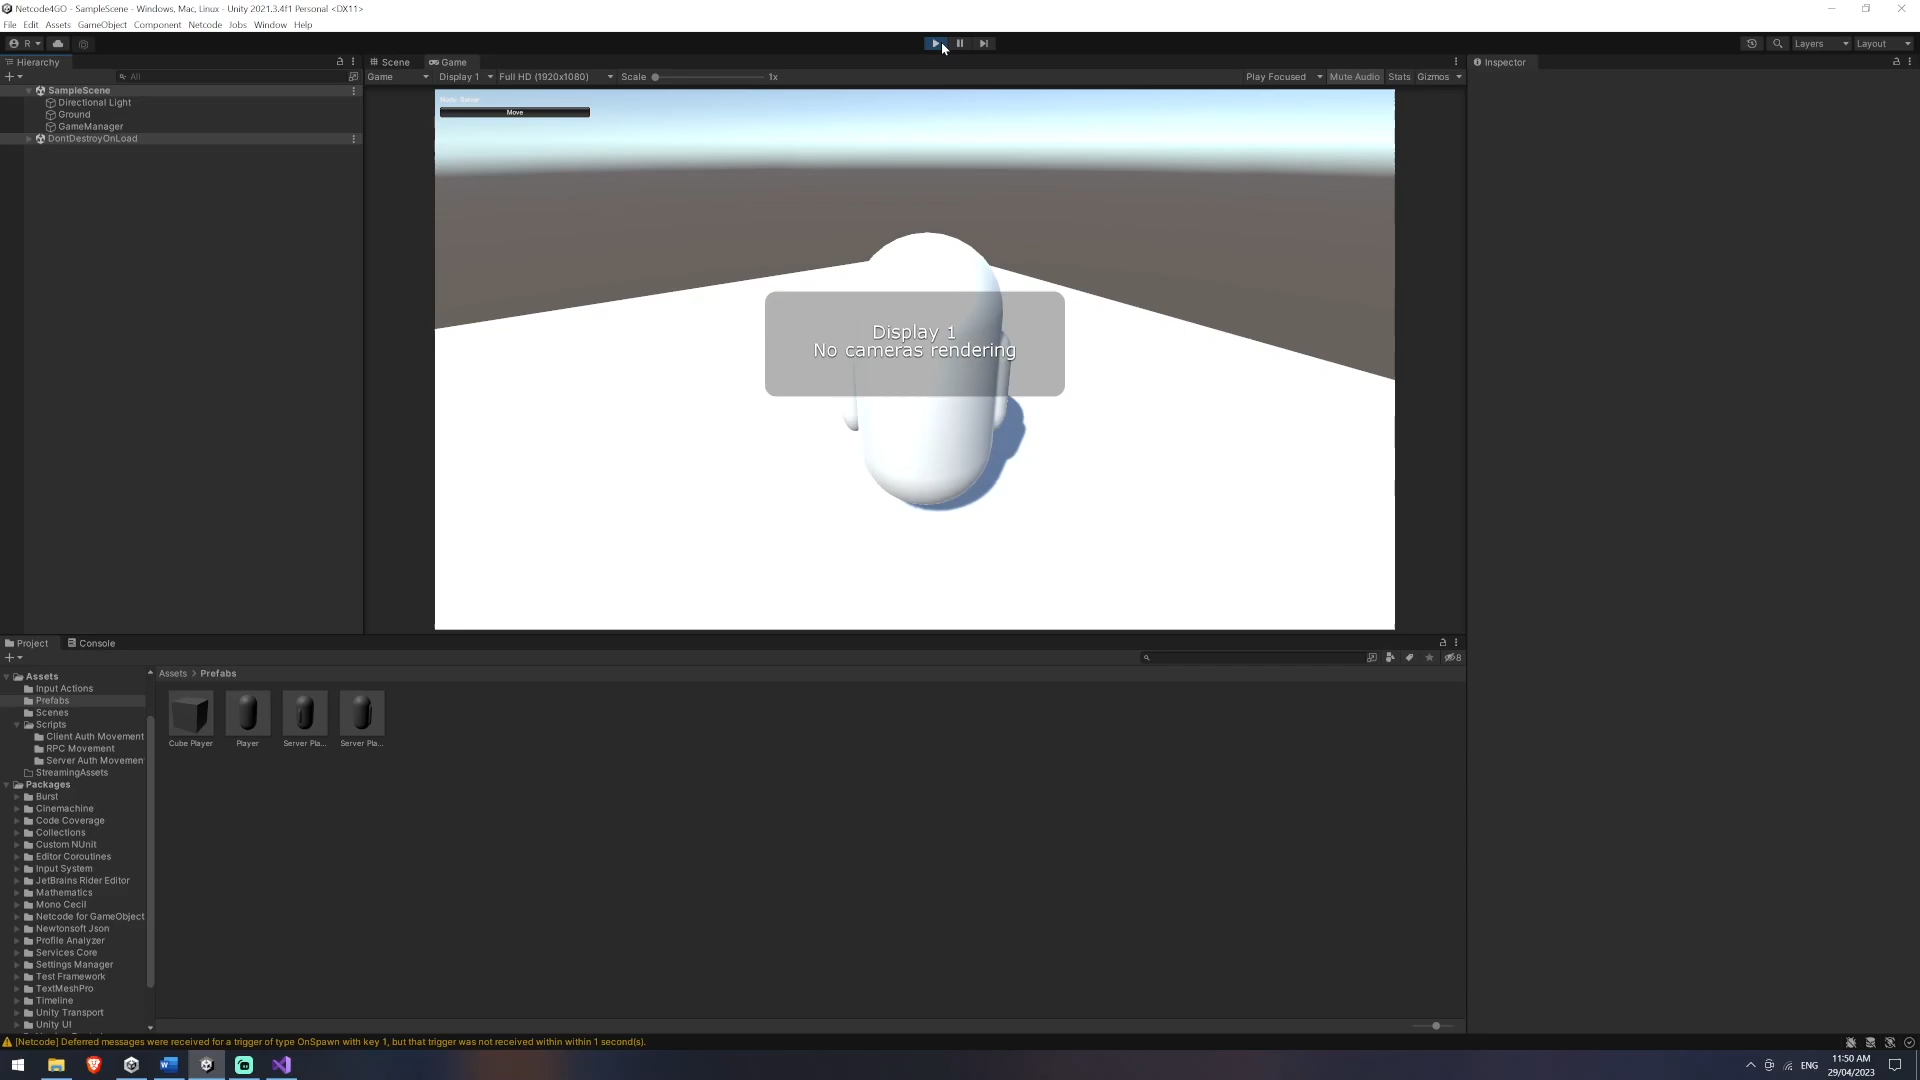 Netcode4GO - SampleScene - Windows, Mac, Linux - Unity 2021.3.4f1 Personal <DX11>
File Edit Assets GameObject Component Netcode Jobs Window Help
R
Layers
Layout
Hierarchy
Scene
Game
Inspector
All
Game
Display 1
Full HD (1920x1080)
Scale
1x
Play Focused
Mute Audio
Stats
Gizmos
SampleScene
Directional Light
Ground
GameManager
DontDestroyOnLoad
Move
Display 1
No cameras rendering
Project
Console
8
Assets
Input Actions
Prefabs
Scenes
Scripts
Client Auth Movement
RPC Movement
Server Auth Movemen
StreamingAssets
Packages
Burst
Cinemachine
Code Coverage
Collections
Custom NUnit
Editor Coroutines
Input System
JetBrains Rider Editor
Mathematics
Mono Cecil
Netcode for GameObject
Newtonsoft Json
Profile Analyzer
Services Core
Settings Manager
Test Framework
TextMeshPro
Timeline
Unity Transport
Unity UI
Assets > Prefabs
Cube Player
Player
Server Pla...
Server Pla...
[Netcode] Deferred messages were received for a trigger of type OnSpawn with key 1, but that trigger was not received within within 1 second(s).
ENG
11:50 AM
29/04/2023